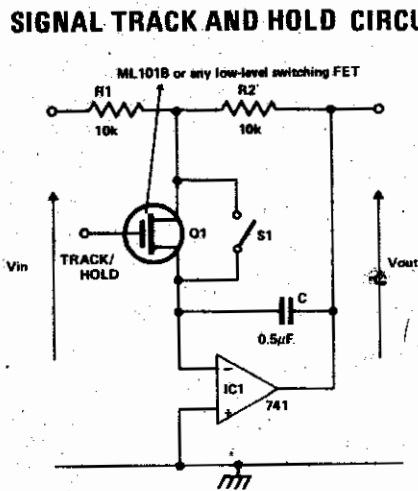 SIGNAL TRACK AND HOLD CIRCU
ML101B or any low-level switching FET
R1
R2
10k
10k
Q1
S1
Vin
TRACK/
HOLD
Vout
C
0.5µF
−
IC1
+
741